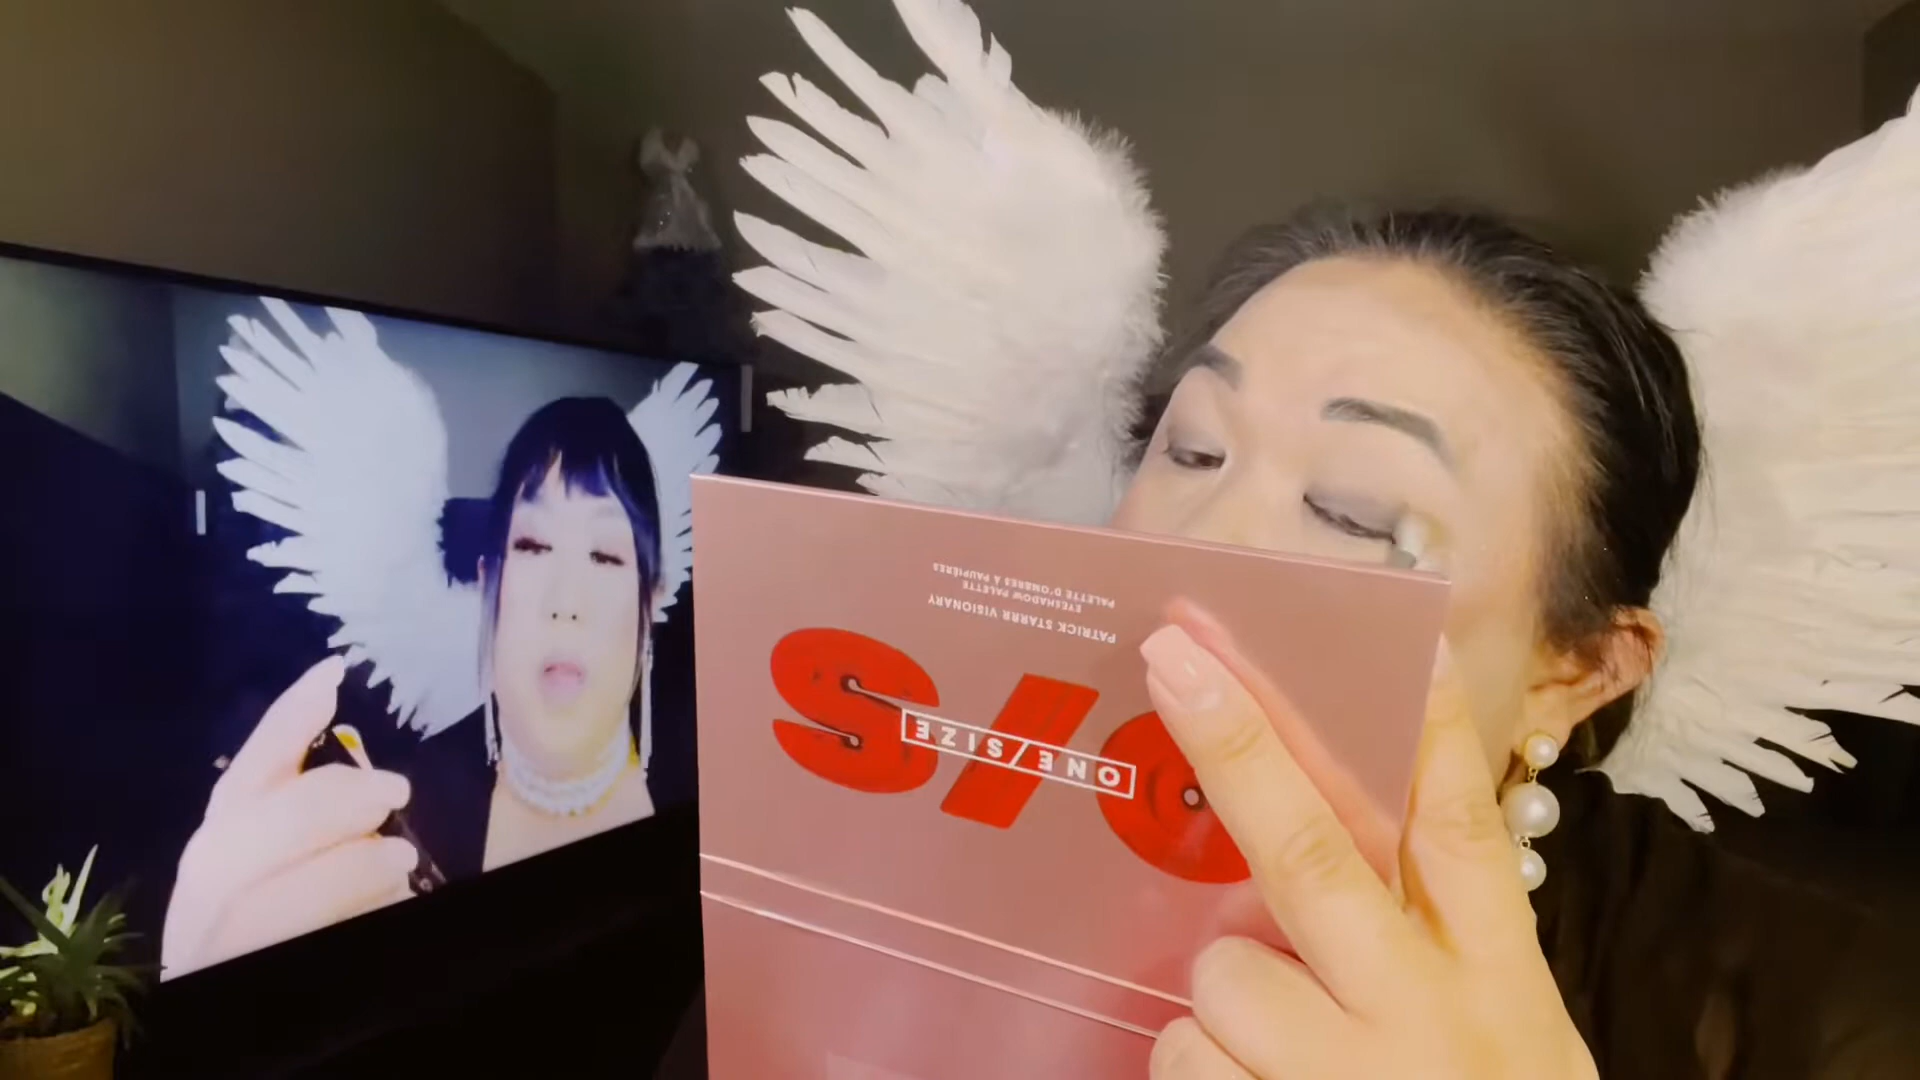 PATRICK STARRR VISIONARY
EYESHADOW PALETTE
PALETTE D'OMBRES À PAUPIÈRES
O/S
ONE/SIZE